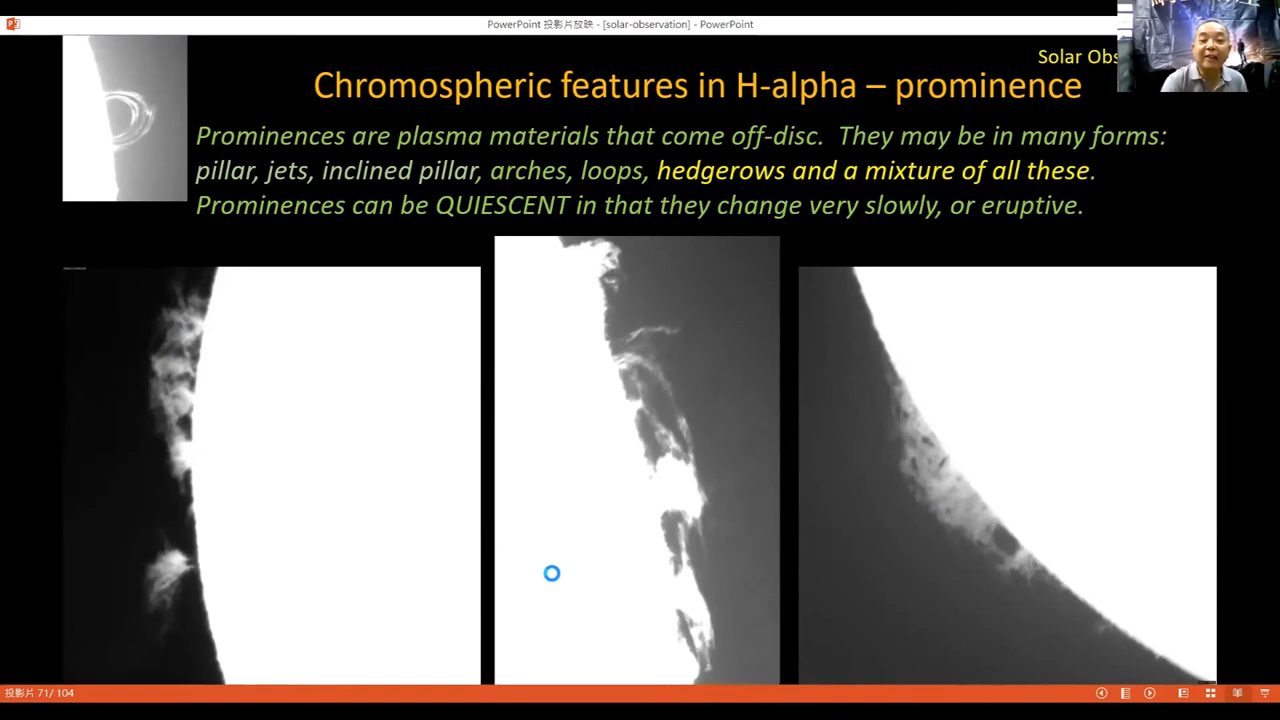 PowerPoint 投影片放映 - [solar-observation] - PowerPoint
Solar Obs
Chromospheric features in H-alpha – prominence
Prominences are plasma materials that come off-disc. They may be in many forms:
pillar, jets, inclined pillar, arches, loops, hedgerows and a mixture of all these.
Prominences can be QUIESCENT in that they change very slowly, or eruptive.
投影片 71/ 104